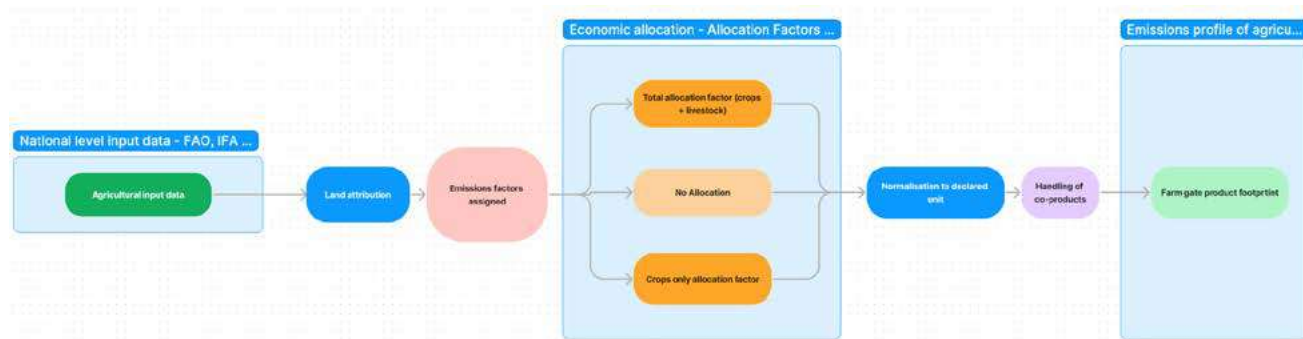 National level input data - FAO, IFA ...
Agricultural input data
Land attribution
Emissions factors
assigned
Economic allocation - Allocation Factors ...
Total allocation factor (crops
+ livestock)
No Allocation
Crops only allocation factor
Normalisation to declared
unit
Handling of
co-products
Emissions profile of agricu...
Farm gate product footprtiet